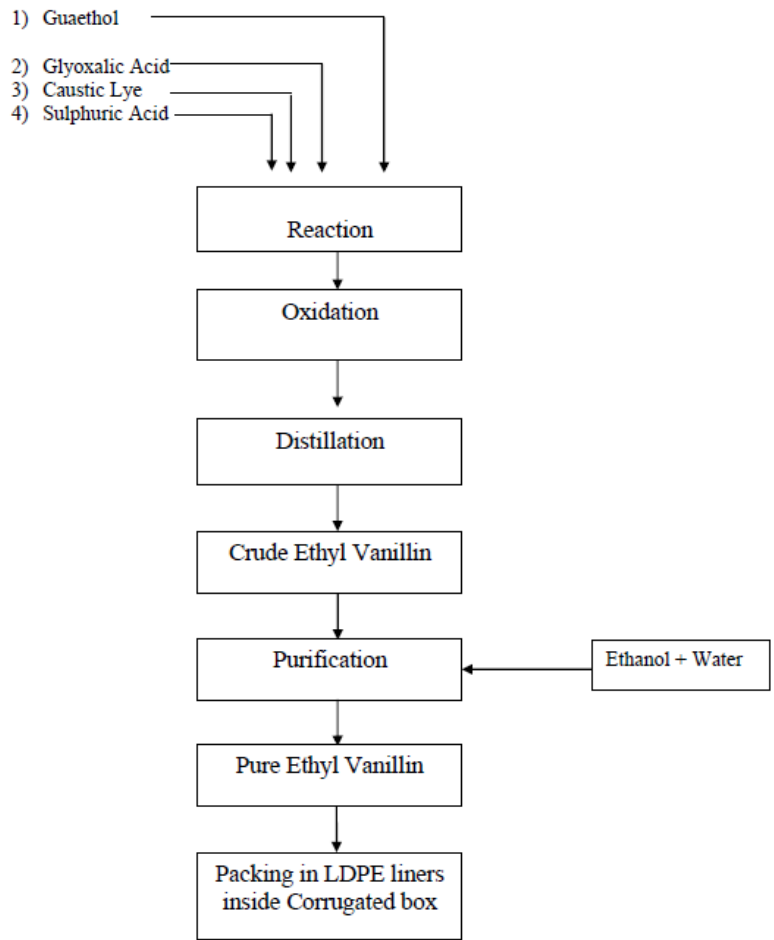 1) Guaethol
2) Glyoxalic Acid
3) Caustic Lye
4) Sulphuric Acid
Reaction
Oxidation
Distillation
Crude Ethyl Vanillin
Purification
Ethanol + Water
Pure Ethyl Vanillin
Packing in LDPE liners
inside Corrugated box